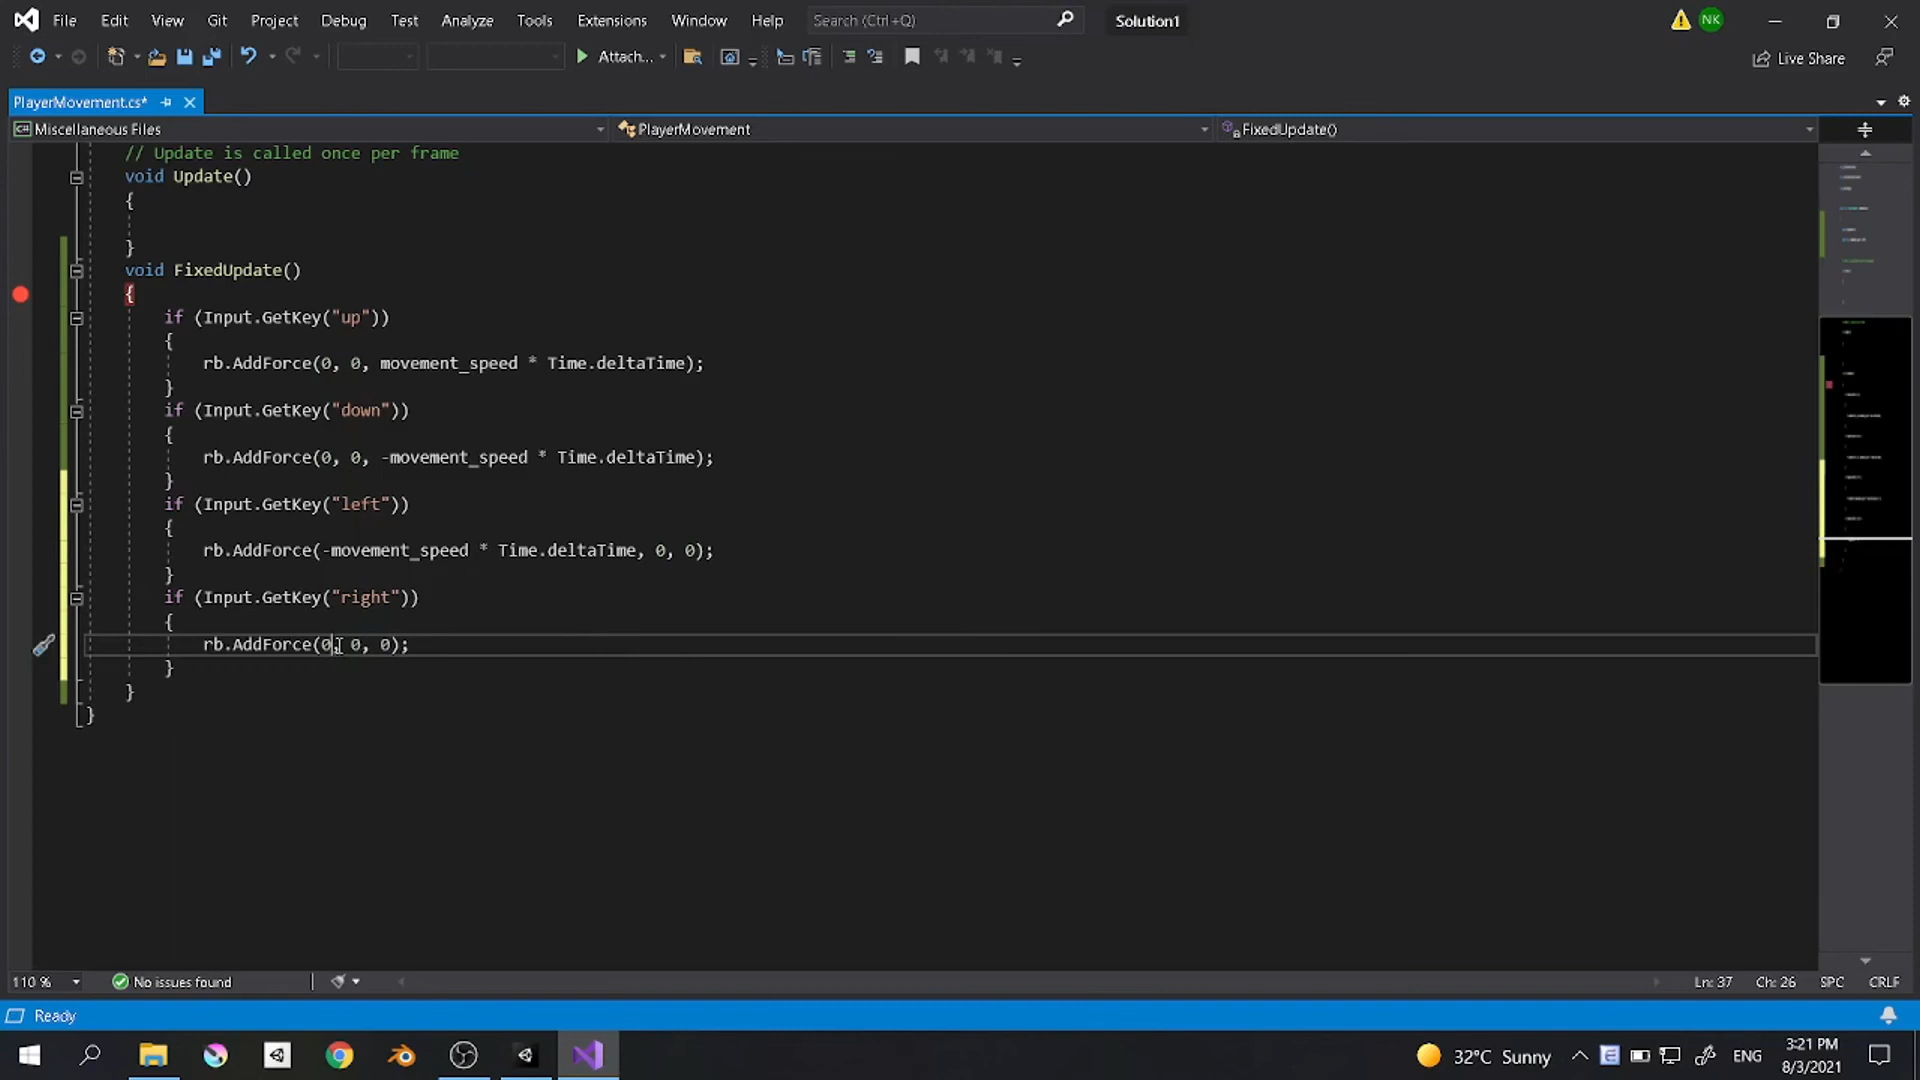 File Edit View Git Project Debug Test Analyze Tools Extensions Window Help Search (Ctrl+Q) Solution1 NK
Attach... Live Share
PlayerMovement.cs*
C# Miscellaneous Files PlayerMovement FixedUpdate()
// Update is called once per frame
void Update()
{
}
void FixedUpdate()
{
if (Input.GetKey("up"))
{
rb.AddForce(0, 0, movement_speed * Time.deltaTime);
}
if (Input.GetKey("down"))
{
rb.AddForce(0, 0, -movement_speed * Time.deltaTime);
}
if (Input.GetKey("left"))
{
rb.AddForce(-movement_speed * Time.deltaTime, 0, 0);
}
if (Input.GetKey("right"))
{
rb.AddForce(0, 0, 0);
}
}
}
110 % No issues found Ln: 37 Ch: 26 SPC CRLF
Ready
32°C Sunny ENG 3:21 PM
8/3/2021